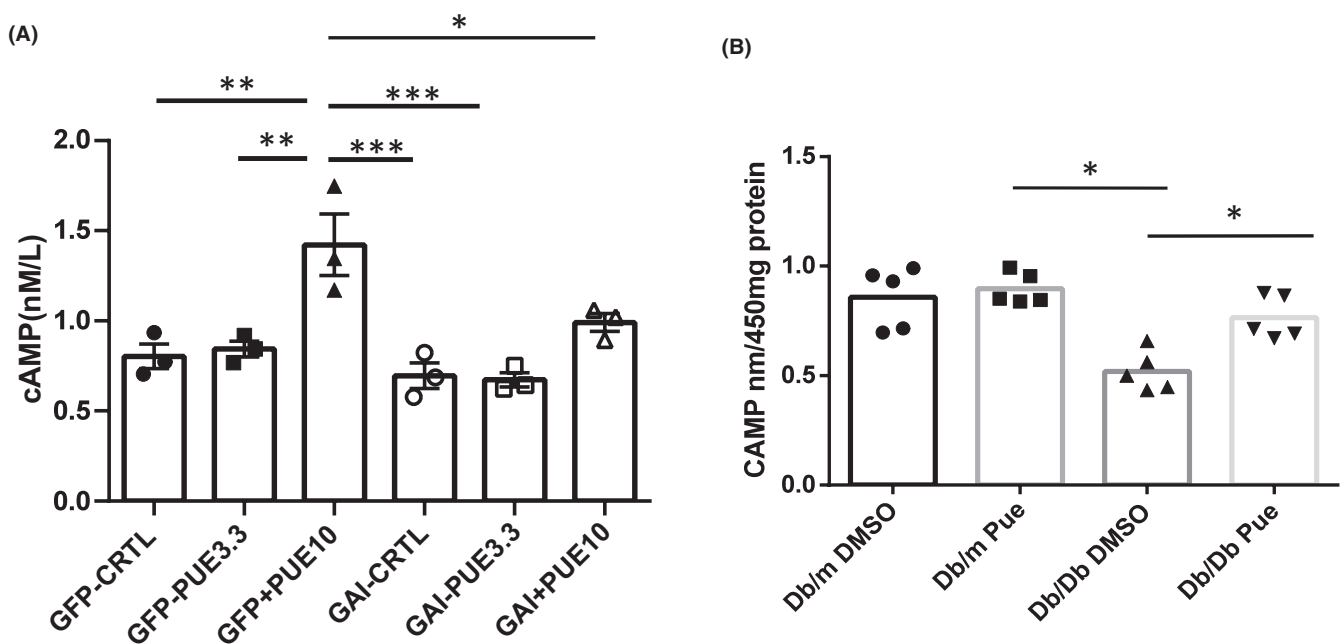 (A)
*
**
***
**
***
2.0
1.5
1.0
0.5
0.0
cAMP(nM/L)
GFP-CRTL
GFP-PUE3.3
GFP+PUE10
GAI-CRTL
GAI-PUE3.3
GAI+PUE10
(B)
*
*
1.5
1.0
0.5
0.0
CAMP nm/450mg protein
Db/m DMSO
Db/m Pue
Db/Db DMSO
Db/Db Pue